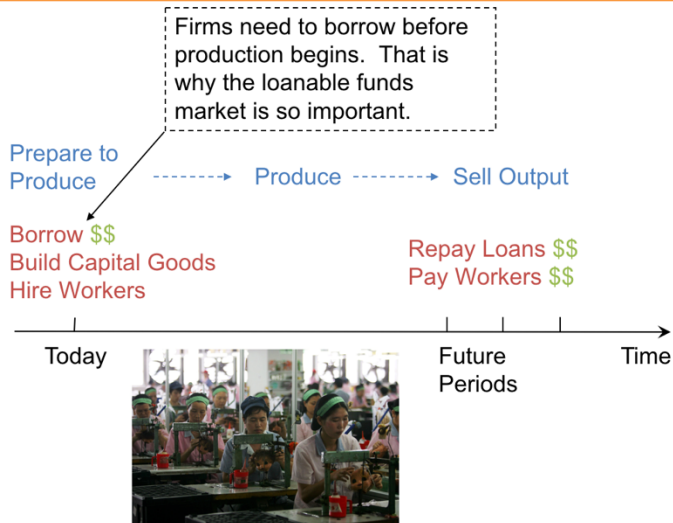 Firms need to borrow before
production begins.  That is
why the loanable funds
market is so important.
Prepare to
Produce
Produce
Sell Output
Borrow $$
Build Capital Goods
Hire Workers
Repay Loans $$
Pay Workers $$
Today
Future
Periods
Time